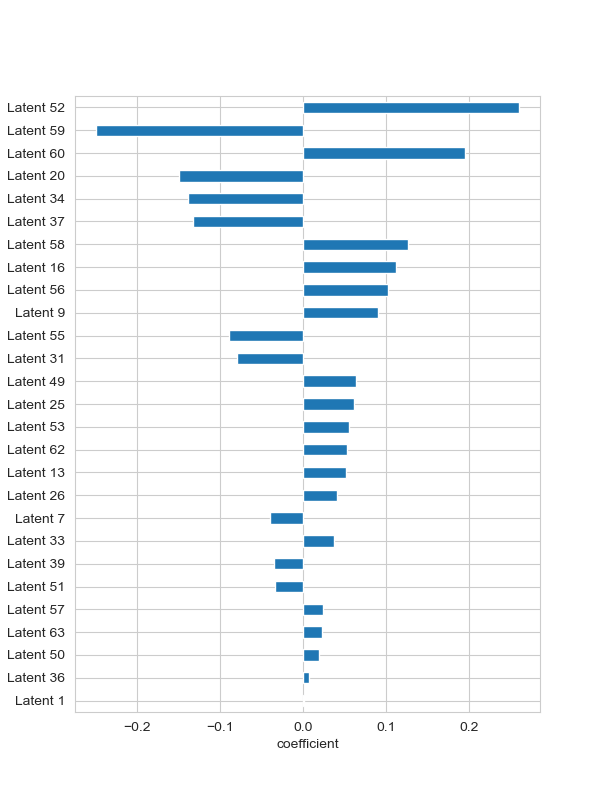 Latent 52
Latent 59
Latent 60
Latent 20
Latent 34
Latent 37
Latent 58
Latent 16
Latent 56
Latent 9
Latent 55
Latent 31
Latent 49
Latent 25
Latent 53
Latent 62
Latent 13
Latent 26
Latent 7
Latent 33
Latent 39
Latent 51
Latent 57
Latent 63
Latent 50
Latent 36
Latent 1
−0.2 −0.1 0.0 0.1 0.2
coefficient